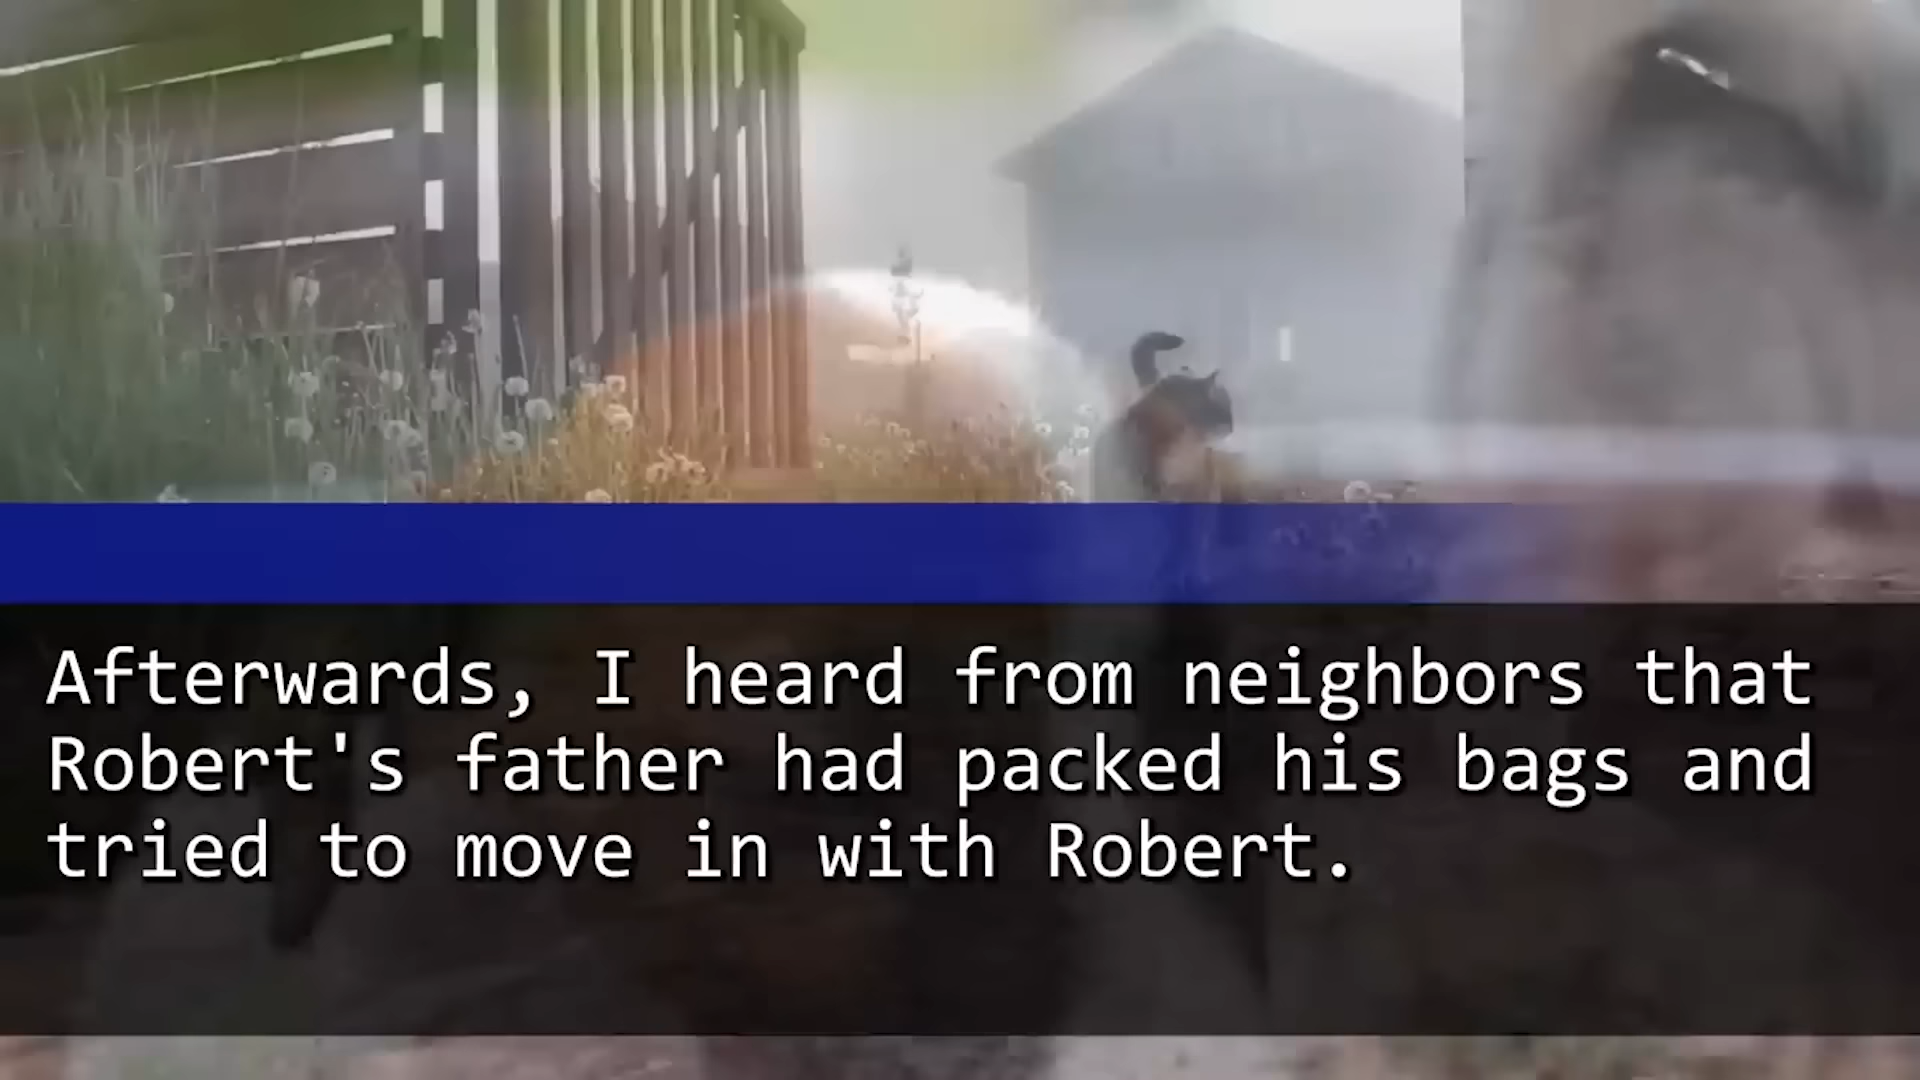 Afterwards, I heard from neighbors that
Robert's father had packed his bags and
tried to move in with Robert.